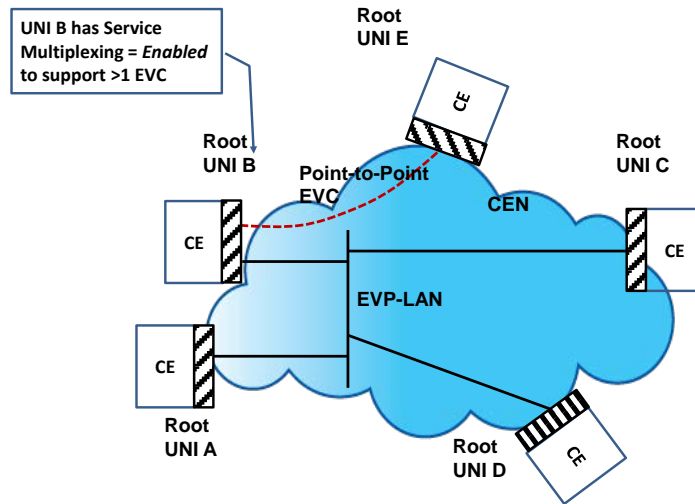 UNI B has Service
Multiplexing = Enabled
to support >1 EVC
Root
UNI E
CE
Root
UNI B
Root
UNI C
Point-to-Point
EVC
CEN
CE
CE
EVP-LAN
CE
Root
UNI A
Root
UNI D
CE